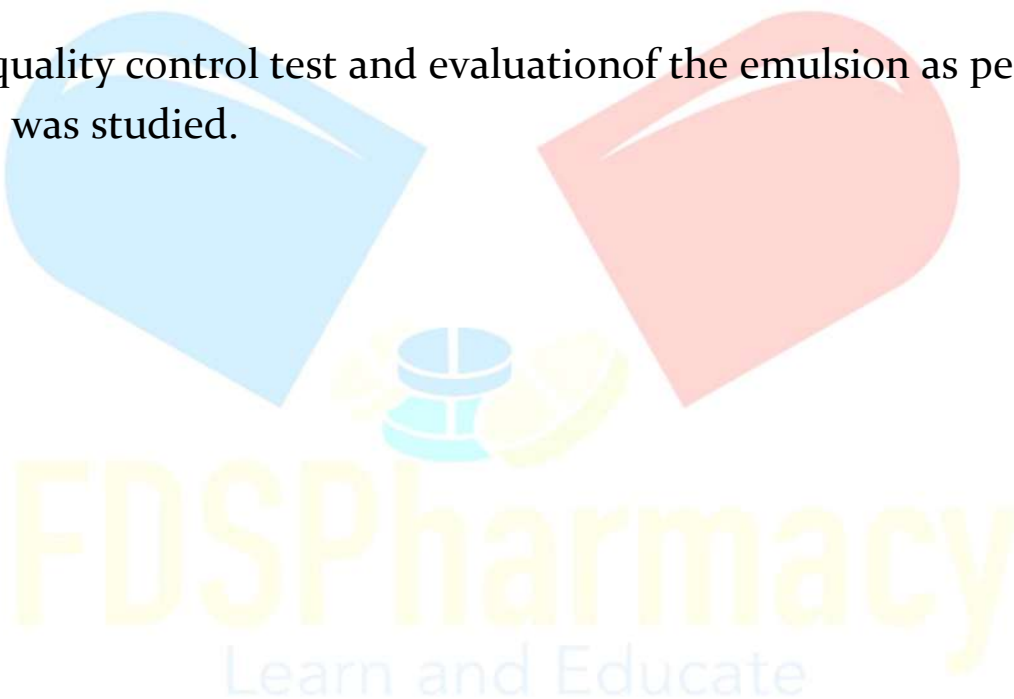 quality control test and evaluationof the emulsion as pe
was studied.
FDSPharmacy
Learn and Educate